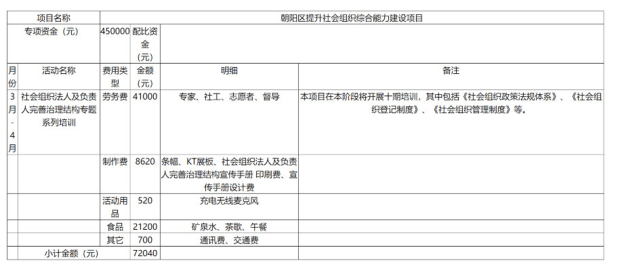 项目名称 朝阳区提升社会组织综合能力建设项目
专项资金（元） 450000 配比资
金
（元）
月
份 活动名称 费用类
型 金额
（元） 明细 备注
3
月
-
4
月 社会组织法人及负责
人完善治理结构专题
系列培训 劳务费 41000 专家、社工、志愿者、督导 本项目在本阶段将开展十期培训，其中包括《社会组织政策法规体系》、《社会组
织登记制度》、《社会组织管理制度》等。
制作费 8620 条幅、KT展板、社会组织法人及负责
人完善治理结构宣传手册 印刷费、宣
传手册设计费
活动用
品 520 充电无线麦克风
食品 21200 矿泉水、茶歇、午餐
其它 700 通讯费、交通费
小计金额（元） 72040